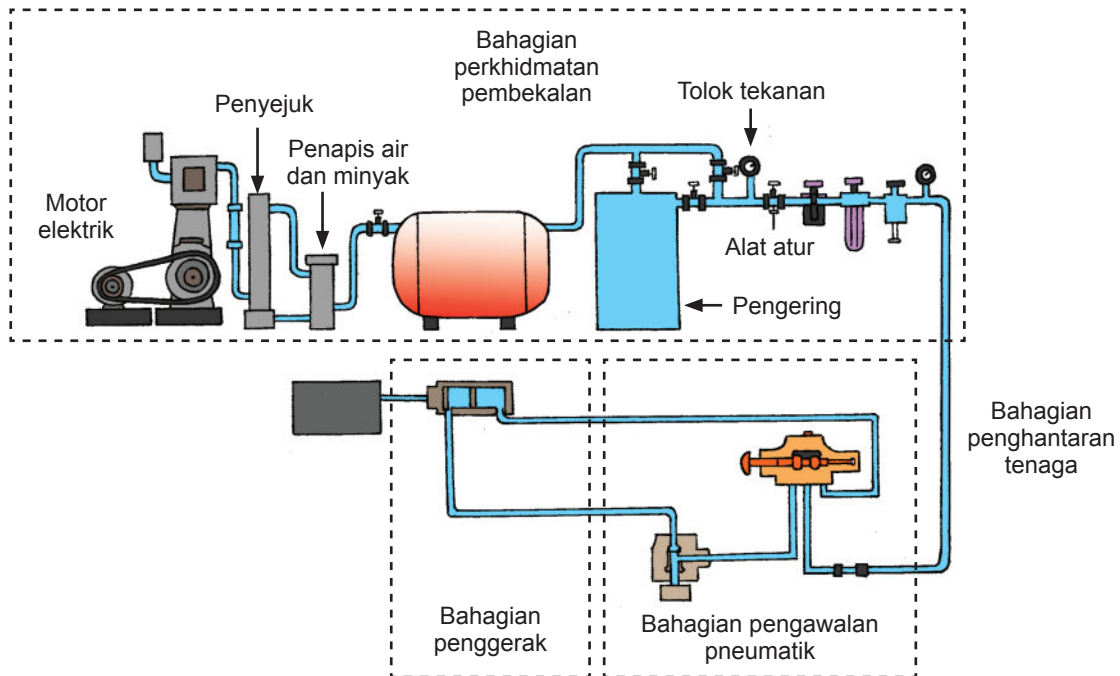 Bahagian
perkhidmatan
pembekalan
Tolok tekanan
Penyejuk
Penapis air
dan minyak
Motor
elektrik
Alat atur
Pengering
Bahagian
penghantaran
tenaga
Bahagian
penggerak
Bahagian pengawalan
pneumatik